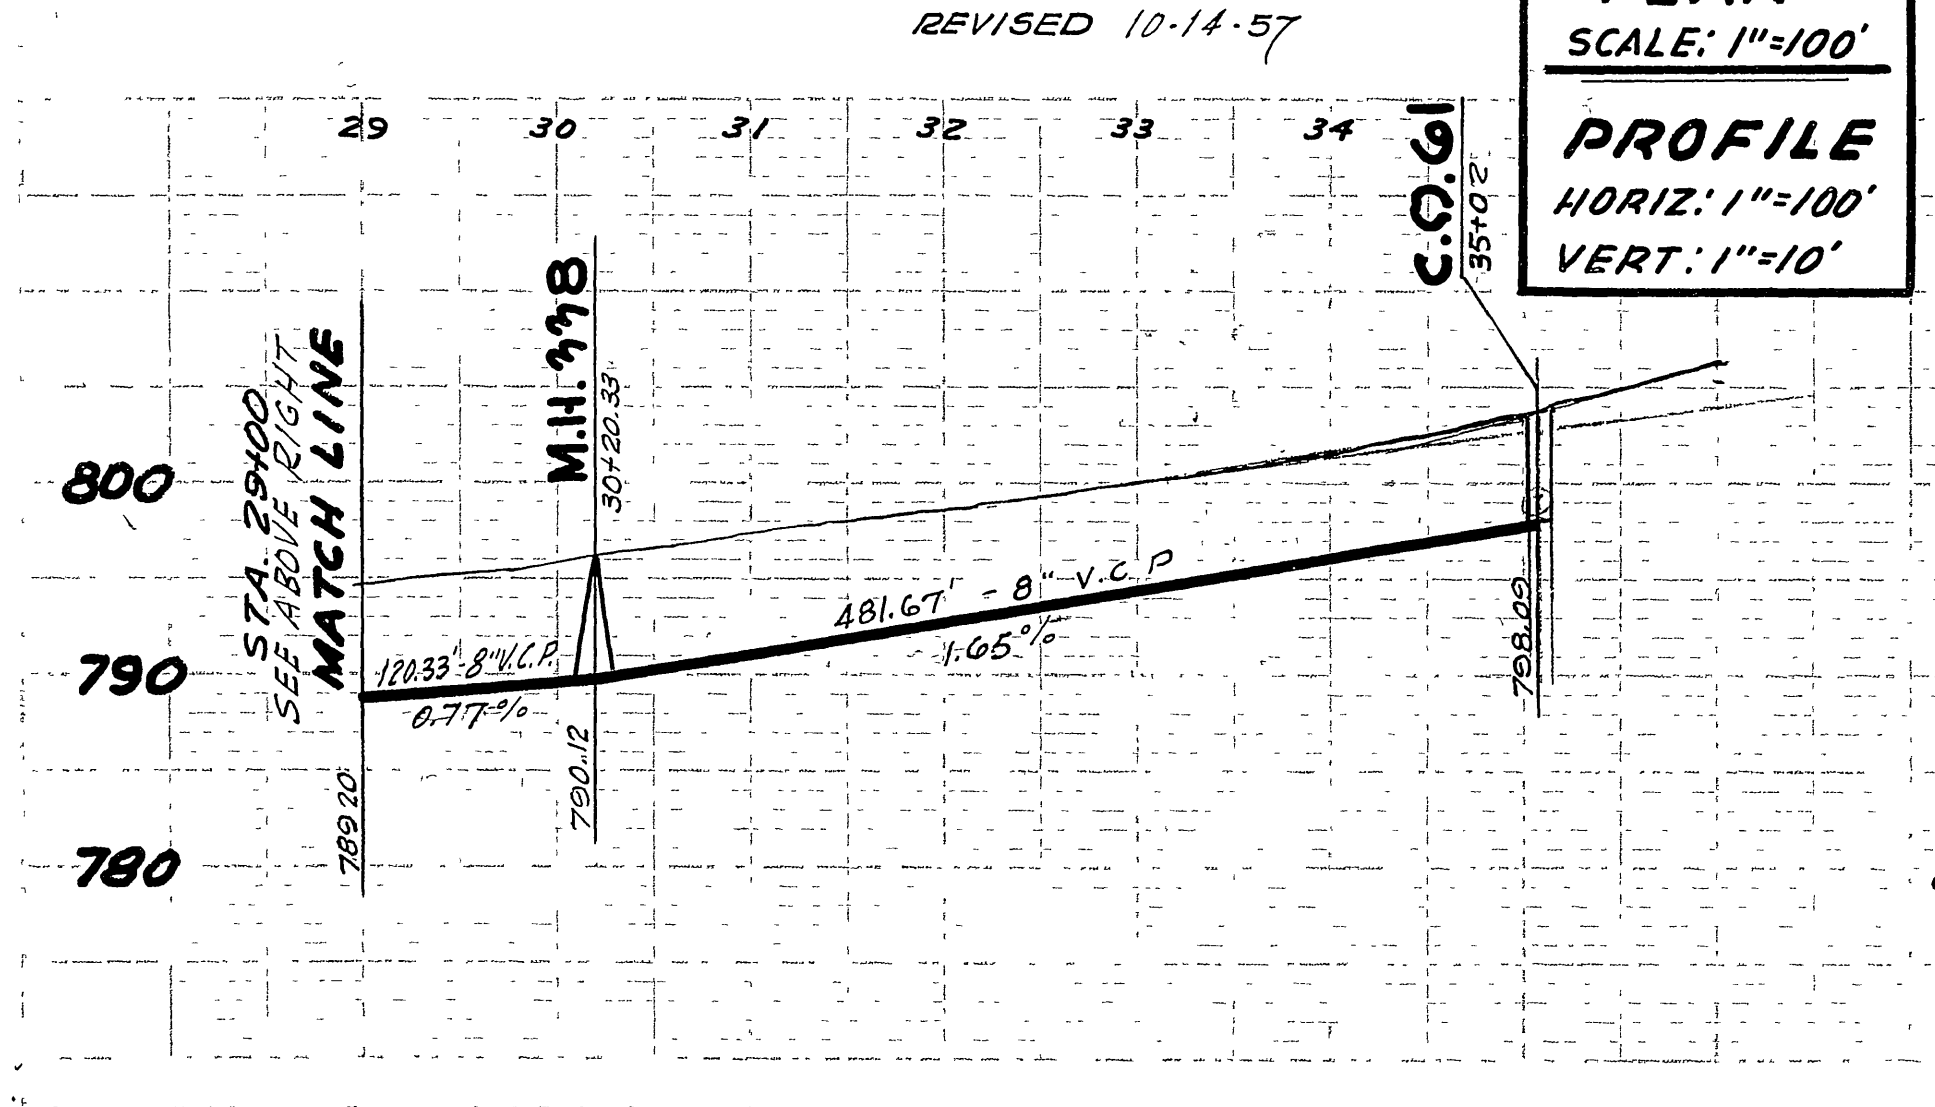 REVISED 10-14-57
SCALE: 1"=100'
PROFILE
HORIZ: 1"=100'
VERT: 1"=10'
29 30 31 32 33 34
C.O. 91
35+02
M.H. 338
30+20.33
STA. 29+00
SEE ABOVE RIGHT
MATCH LINE
800
790
780
120.33'-8" V.C.P.
0.77%
481.67' - 8" V.C.P
1.65%
789.20
790.12
798.09